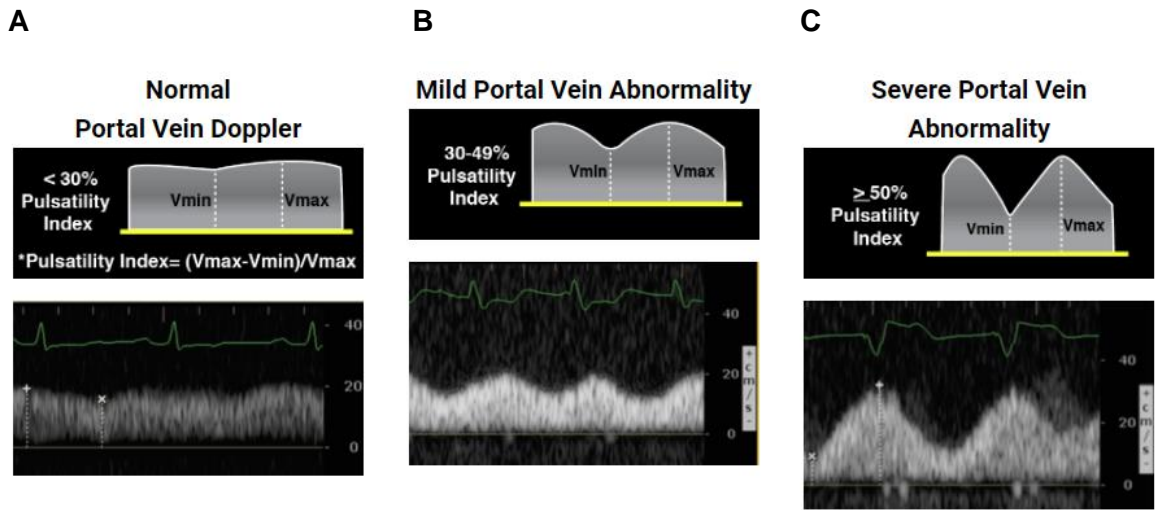 A
Normal
Portal Vein Doppler
< 30%
Pulsatility
Index
Vmin
Vmax
*Pulsatility Index= (Vmax-Vmin)/Vmax
40
20
0
B
Mild Portal Vein Abnormality
30-49%
Pulsatility
Index
Vmin
Vmax
40
20
0
+
c
m
/
s
-
C
Severe Portal Vein
Abnormality
≥ 50%
Pulsatility
Index
Vmin
Vmax
40
20
0
+
c
m
/
s
-